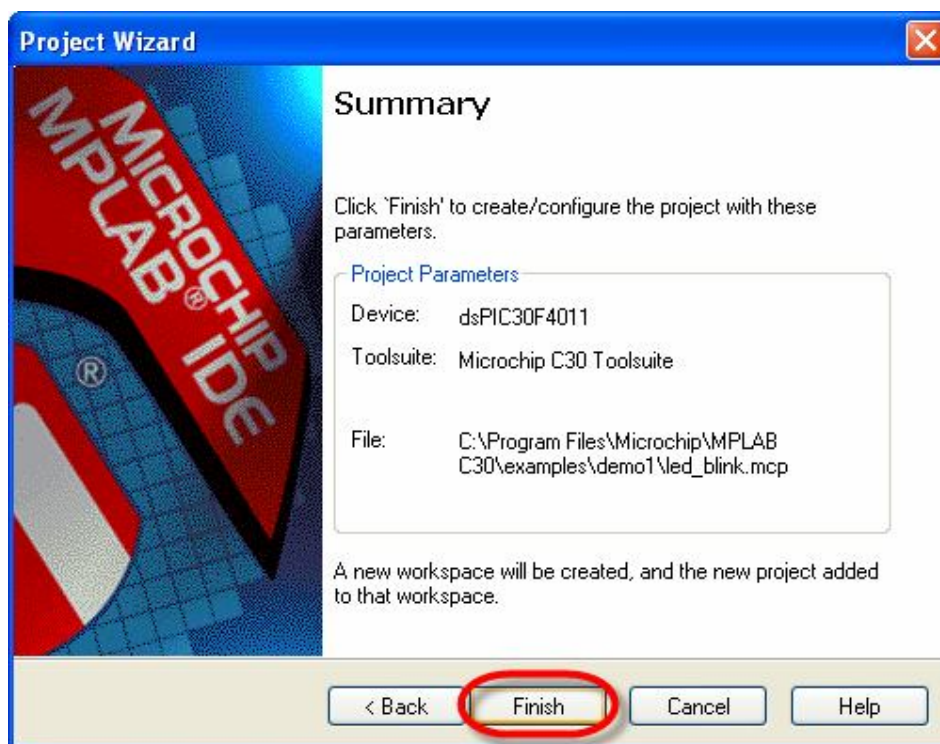 Project Wizard
MICROCHIP
MPLAB® IDE
®
Summary
Click `Finish' to create/configure the project with these
parameters.
Project Parameters
Device: dsPIC30F4011
Toolsuite: Microchip C30 Toolsuite
File: C:\Program Files\Microchip\MPLAB
C30\examples\demo1\led_blink.mcp
A new workspace will be created, and the new project added
to that workspace.
< Back Finish Cancel Help